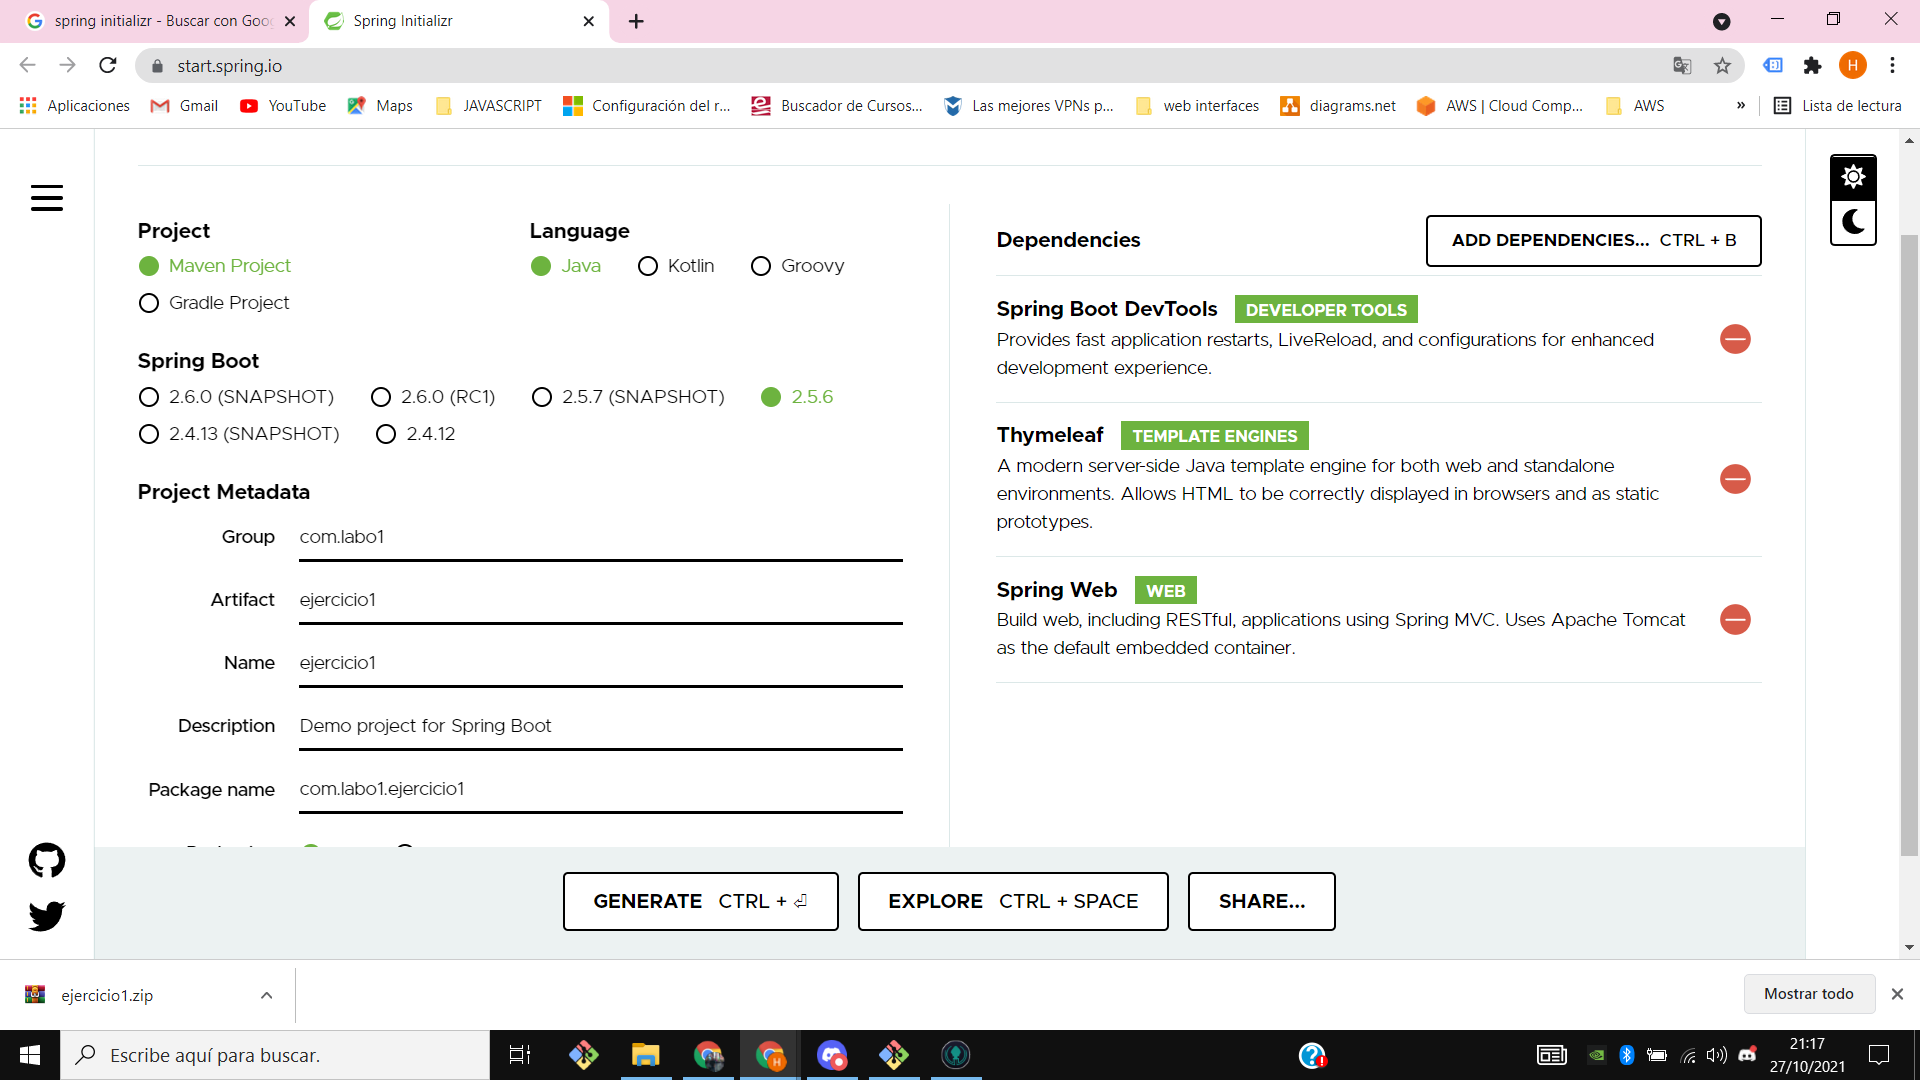 spring initializr - Buscar con Goo
Spring Initializr
start.spring.io
H
Aplicaciones
Gmail
YouTube
Maps
JAVASCRIPT
Configuración del r...
Buscador de Cursos...
Las mejores VPNs p...
web interfaces
diagrams.net
AWS | Cloud Comp...
AWS
»
Lista de lectura
Project
Maven Project
Gradle Project
Language
Java
Kotlin
Groovy
Spring Boot
2.6.0 (SNAPSHOT)
2.6.0 (RC1)
2.5.7 (SNAPSHOT)
2.5.6
2.4.13 (SNAPSHOT)
2.4.12
Project Metadata
Group
com.labo1
Artifact
ejercicio1
Name
ejercicio1
Description
Demo project for Spring Boot
Package name
com.labo1.ejercicio1
Dependencies
ADD DEPENDENCIES... CTRL + B
Spring Boot DevTools
DEVELOPER TOOLS
Provides fast application restarts, LiveReload, and configurations for enhanced
development experience.
Thymeleaf
TEMPLATE ENGINES
A modern server-side Java template engine for both web and standalone
environments. Allows HTML to be correctly displayed in browsers and as static
prototypes.
Spring Web
WEB
Build web, including RESTful, applications using Spring MVC. Uses Apache Tomcat
as the default embedded container.
GENERATE CTRL + ⏎
EXPLORE CTRL + SPACE
SHARE...
ejercicio1.zip
Mostrar todo
Escribe aquí para buscar.
H
21:17
27/10/2021